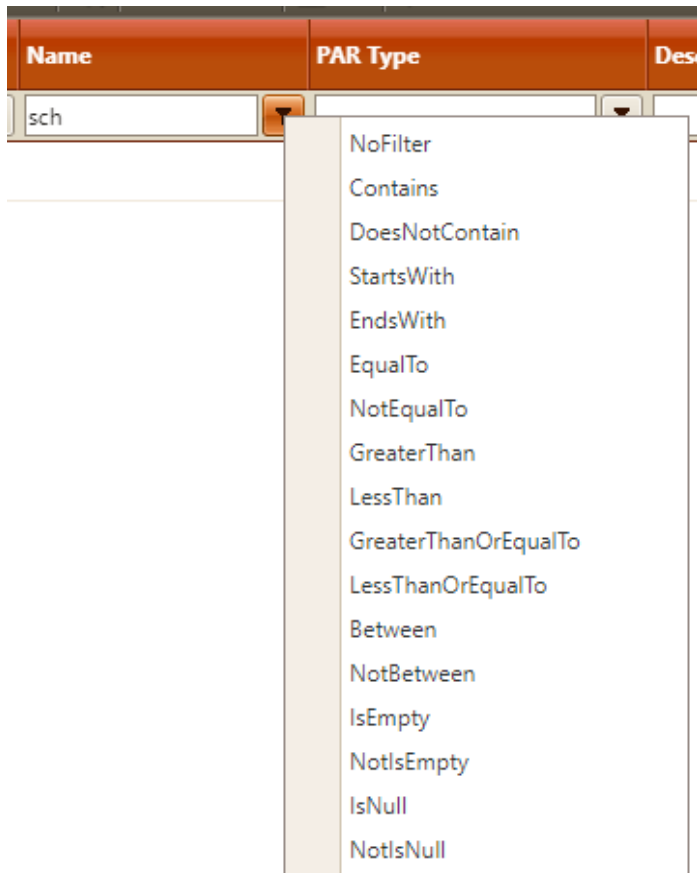 Name PAR Type Des
sch
NoFilter
Contains
DoesNotContain
StartsWith
EndsWith
EqualTo
NotEqualTo
GreaterThan
LessThan
GreaterThanOrEqualTo
LessThanOrEqualTo
Between
NotBetween
IsEmpty
NotIsEmpty
IsNull
NotIsNull